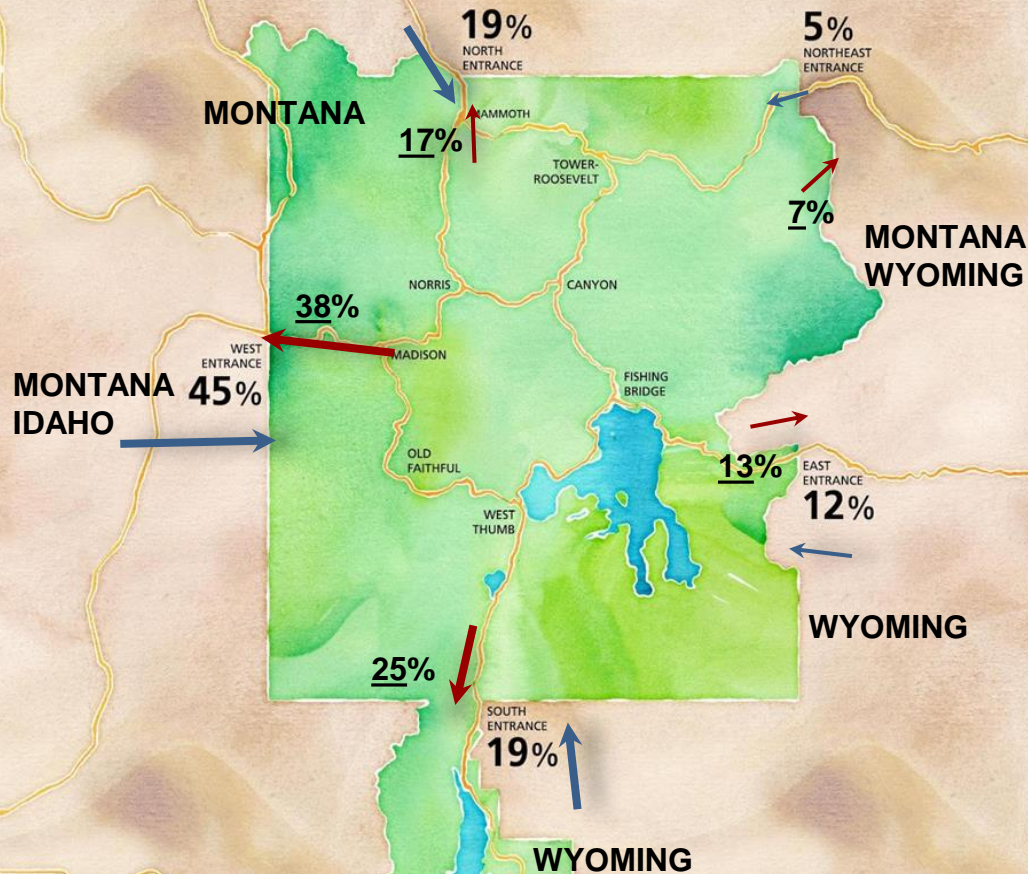 19%
NORTH
ENTRANCE
5%
NORTHEAST
ENTRANCE
MONTANA
MAMMOTH
17%
TOWER-
ROOSEVELT
7%
MONTANA
WYOMING
NORRIS
CANYON
38%
WEST
ENTRANCE
45%
MADISON
MONTANA
IDAHO
FISHING
BRIDGE
OLD
FAITHFUL
13%
EAST
ENTRANCE
12%
WEST
THUMB
WYOMING
25%
SOUTH
ENTRANCE
19%
WYOMING